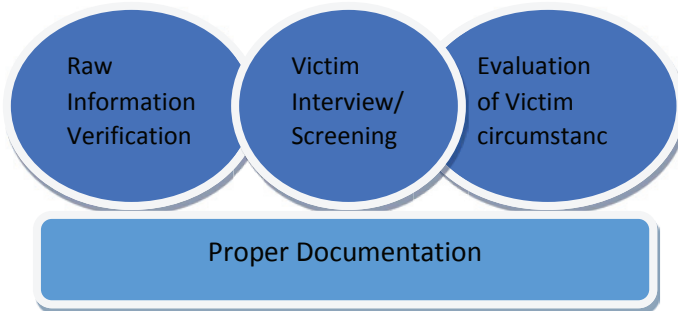 Raw
Information
Verification
Victim
Interview/
Screening
Evaluation
of Victim
circumstanc
Proper Documentation